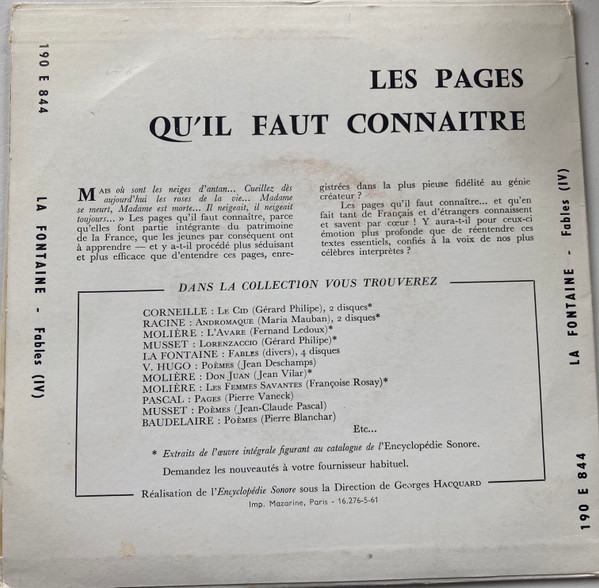 LES PAGES
QU'IL FAUT CONNAITRE
190 E 844
LA FONTAINE - Fables (IV)
MAIS où sont les neiges d'antan... Cueillez dès
aujourd'hui les roses de la vie... Madame
se meurt, Madame est morte... Il neigeait, il neigeait
toujours... » Les pages qu'il faut connaître, parce
qu'elles font partie intégrante du patrimoine
de la France, que les jeunes par conséquent ont
à apprendre — et y a-t-il procédé plus séduisant
et plus efficace que d'entendre ces pages, enre-
gistrées dans la plus pieuse fidélité au génie
créateur ?
Les pages qu'il faut connaître... et qu'en
fait tant de Français et d'étrangers connaissent
et savent par cœur ! Y aura-t-il pour ceux-ci
émotion plus profonde que de réentendre ces
textes essentiels, confiés à la voix de nos plus
célèbres interprètes ?
LA FONTAINE - Fables (IV)
190 E 844
DANS LA COLLECTION VOUS TROUVEREZ
CORNEILLE : LE CID (Gérard Philipe), 2 disques*
RACINE : ANDROMAQUE (Maria Mauban), 2 disques*
MOLIÈRE : L'AVARE (Fernand Ledoux)*
MUSSET : LORENZACCIO (Gérard Philipe)*
LA FONTAINE : FABLES (divers), 4 disques
V. HUGO : POÈMES (Jean Deschamps)
MOLIÈRE : DON JUAN (Jean Vilar)*
MOLIÈRE : LES FEMMES SAVANTES (Françoise Rosay)*
PASCAL : PAGES (Pierre Vaneck)
MUSSET : POÈMES (Jean-Claude Pascal)
BAUDELAIRE : POÈMES (Pierre Blanchar)
Etc...
* Extraits de l'œuvre intégrale figurant au catalogue de l'Encyclopédie Sonore.
Demandez les nouveautés à votre fournisseur habituel.
Réalisation de l'Encyclopédie Sonore sous la Direction de Georges HACQUARD
Imp. Mazarine, Paris - 16.276-5-61